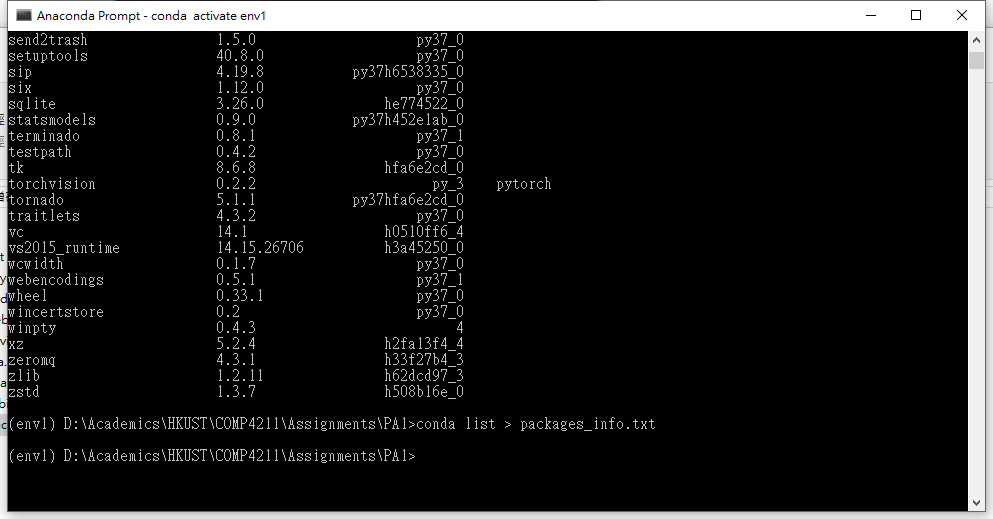 Anaconda Prompt - conda  activate env1
send2trash 1.5.0 py37_0
setuptools 40.8.0 py37_0
sip 4.19.8 py37h6538335_0
six 1.12.0 py37_0
sqlite 3.26.0 he774522_0
statsmodels 0.9.0 py37h452e1ab_0
terminado 0.8.1 py37_1
testpath 0.4.2 py37_0
tk 8.6.8 hfa6e2cd_0
torchvision 0.2.2 py_3 pytorch
tornado 5.1.1 py37hfa6e2cd_0
traitlets 4.3.2 py37_0
vc 14.1 h0510ff6_4
vs2015_runtime 14.15.26706 h3a45250_0
wcwidth 0.1.7 py37_0
webencodings 0.5.1 py37_1
wheel 0.33.1 py37_0
wincertstore 0.2 py37_0
winpty 0.4.3 4
xz 5.2.4 h2fa13f4_4
zeromq 4.3.1 h33f27b4_3
zlib 1.2.11 h62dcd97_3
zstd 1.3.7 h508b16e_0
(env1) D:\Academics\HKUST\COMP4211\Assignments\PA1>conda list > packages_info.txt
(env1) D:\Academics\HKUST\COMP4211\Assignments\PA1>